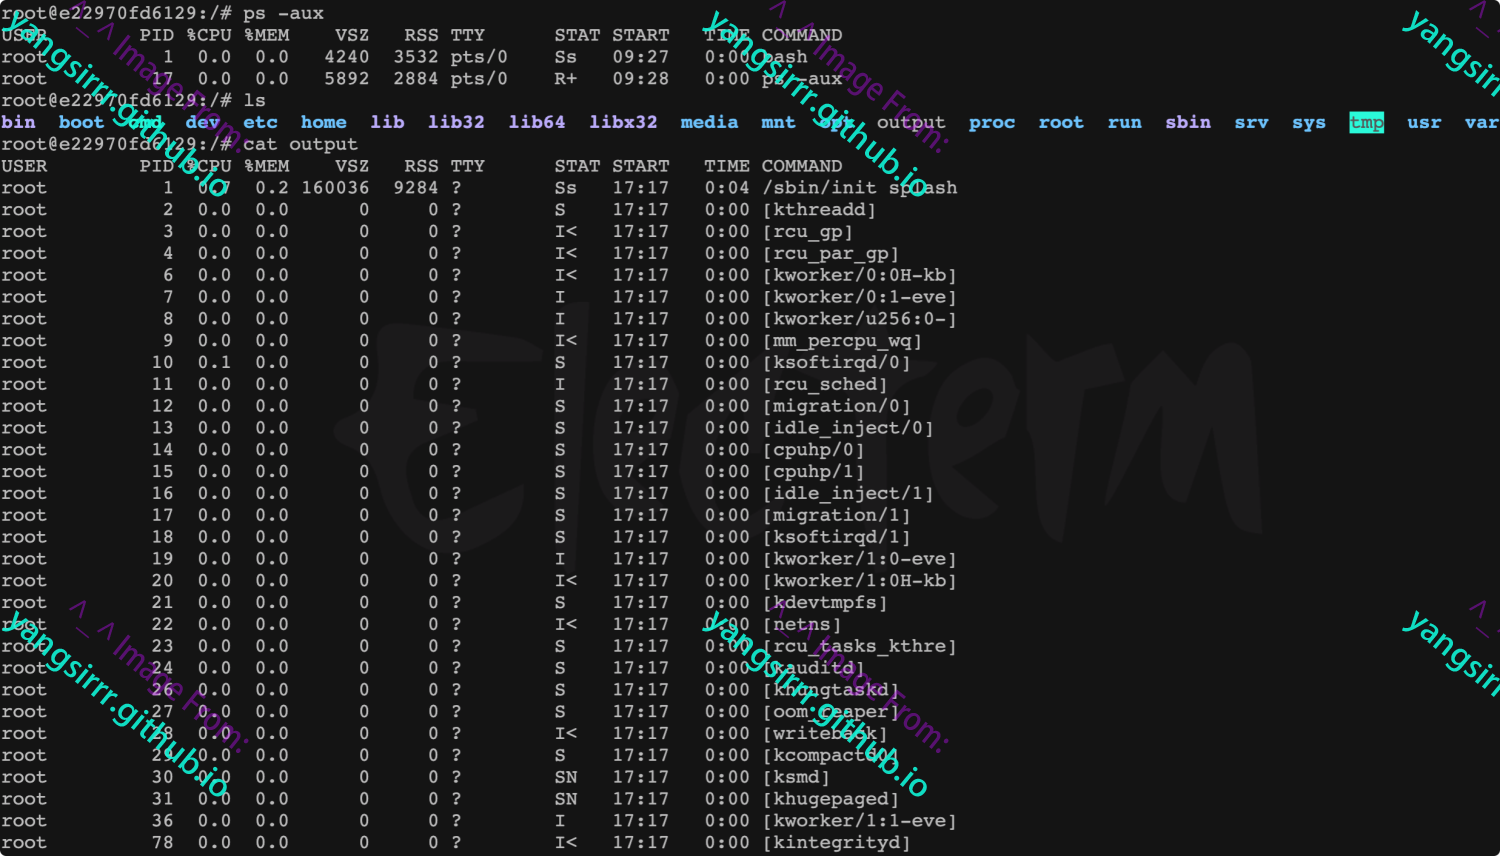 root@e22970fd6129:/# ps -aux
USER PID %CPU %MEM VSZ RSS TTY STAT START TIME COMMAND
root 1 0.0 0.0 4240 3532 pts/0 Ss 09:27 0:00 bash
root 17 0.0 0.0 5892 2884 pts/0 R+ 09:28 0:00 ps -aux
root@e22970fd6129:/# ls
bin boot cmd dev etc home lib lib32 lib64 libx32 media mnt opt output proc root run sbin srv sys tmp usr var
root@e22970fd6129:/# cat output
USER PID %CPU %MEM VSZ RSS TTY STAT START TIME COMMAND
root 1 0.7 0.2 160036 9284 ? Ss 17:17 0:04 /sbin/init splash
root 2 0.0 0.0 0 0 ? S 17:17 0:00 [kthreadd]
root 3 0.0 0.0 0 0 ? I< 17:17 0:00 [rcu_gp]
root 4 0.0 0.0 0 0 ? I< 17:17 0:00 [rcu_par_gp]
root 6 0.0 0.0 0 0 ? I< 17:17 0:00 [kworker/0:0H-kb]
root 7 0.0 0.0 0 0 ? I 17:17 0:00 [kworker/0:1-eve]
root 8 0.0 0.0 0 0 ? I 17:17 0:00 [kworker/u256:0-]
root 9 0.0 0.0 0 0 ? I< 17:17 0:00 [mm_percpu_wq]
root 10 0.1 0.0 0 0 ? S 17:17 0:00 [ksoftirqd/0]
root 11 0.0 0.0 0 0 ? I 17:17 0:00 [rcu_sched]
root 12 0.0 0.0 0 0 ? S 17:17 0:00 [migration/0]
root 13 0.0 0.0 0 0 ? S 17:17 0:00 [idle_inject/0]
root 14 0.0 0.0 0 0 ? S 17:17 0:00 [cpuhp/0]
root 15 0.0 0.0 0 0 ? S 17:17 0:00 [cpuhp/1]
root 16 0.0 0.0 0 0 ? S 17:17 0:00 [idle_inject/1]
root 17 0.0 0.0 0 0 ? S 17:17 0:00 [migration/1]
root 18 0.0 0.0 0 0 ? S 17:17 0:00 [ksoftirqd/1]
root 19 0.0 0.0 0 0 ? I 17:17 0:00 [kworker/1:0-eve]
root 20 0.0 0.0 0 0 ? I< 17:17 0:00 [kworker/1:0H-kb]
root 21 0.0 0.0 0 0 ? S 17:17 0:00 [kdevtmpfs]
root 22 0.0 0.0 0 0 ? I< 17:17 0:00 [netns]
root 23 0.0 0.0 0 0 ? S 17:17 0:00 [rcu_tasks_kthre]
root 24 0.0 0.0 0 0 ? S 17:17 0:00 [kauditd]
root 26 0.0 0.0 0 0 ? S 17:17 0:00 [khungtaskd]
root 27 0.0 0.0 0 0 ? S 17:17 0:00 [oom_reaper]
root 28 0.0 0.0 0 0 ? I< 17:17 0:00 [writeback]
root 29 0.0 0.0 0 0 ? S 17:17 0:00 [kcompactd0]
root 30 0.0 0.0 0 0 ? SN 17:17 0:00 [ksmd]
root 31 0.0 0.0 0 0 ? SN 17:17 0:00 [khugepaged]
root 36 0.0 0.0 0 0 ? I 17:17 0:00 [kworker/1:1-eve]
root 78 0.0 0.0 0 0 ? I< 17:17 0:00 [kintegrityd]
Electerm
^_^ Image From:
yangsirrr.github.io
^_^ Image From:
yangsirrr.github.io
^_
yangsirrr
^_^ Image From:
yangsirrr.github.io
^_^ Image From:
yangsirrr.github.io
^_
yangsirrr